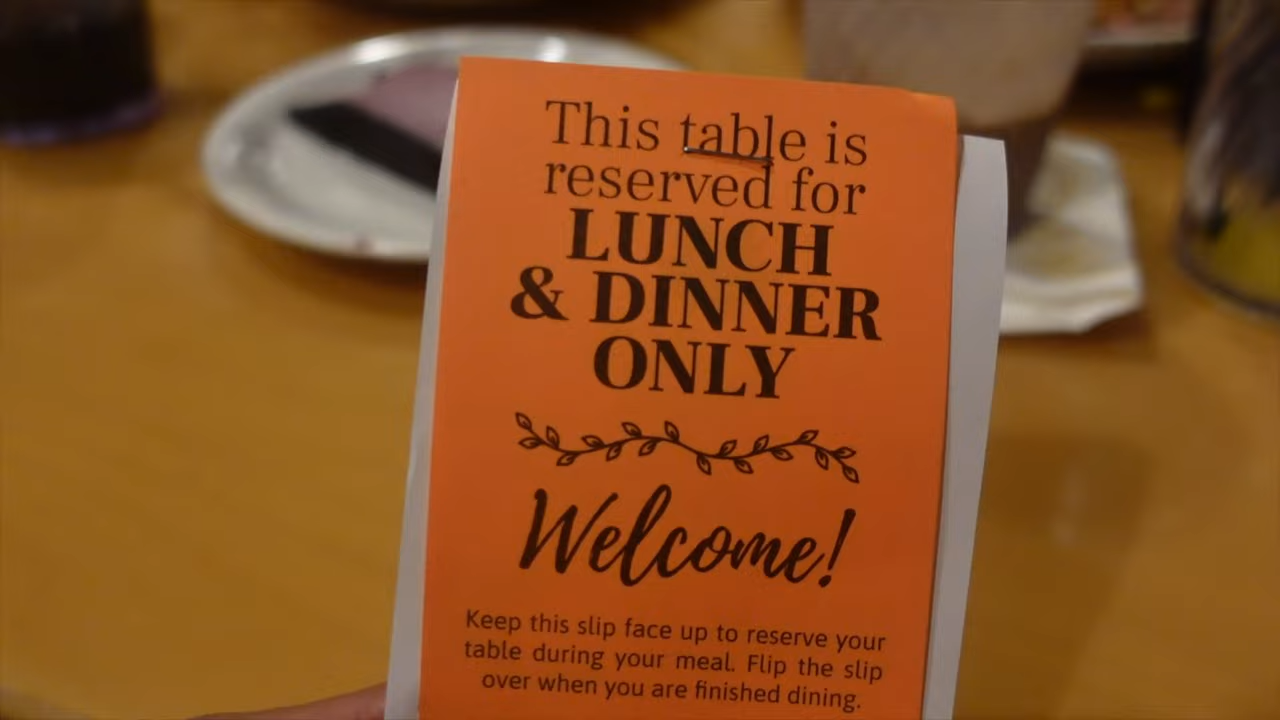 This table is
reserved for
LUNCH
& DINNER
ONLY
Welcome!
Keep this slip face up to reserve your
table during your meal. Flip the slip
over when you are finished dining.